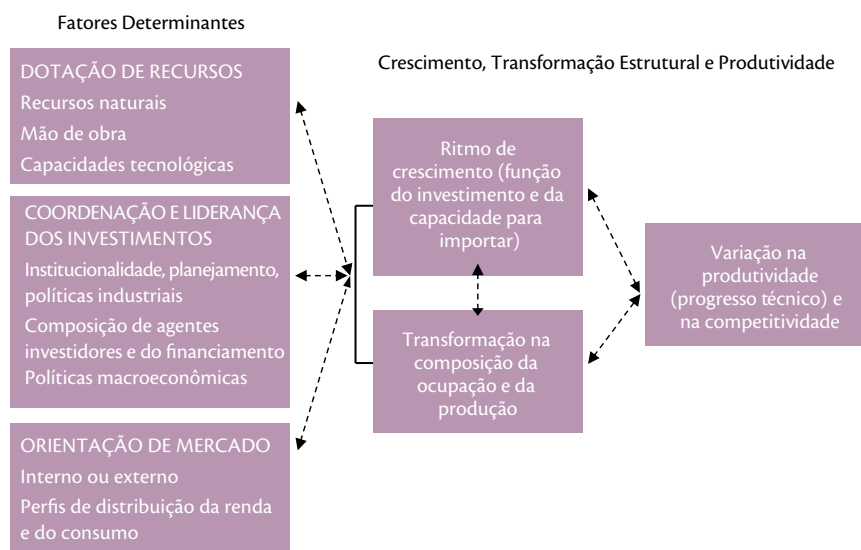 Fatores Determinantes
DOTAÇÃO DE RECURSOS
Recursos naturais
Mão de obra
Capacidades tecnológicas
COORDENAÇÃO E LIDERANÇA
DOS INVESTIMENTOS
Institucionalidade, planejamento,
políticas industriais
Composição de agentes
investidores e do financiamento
Políticas macroeconômicas
ORIENTAÇÃO DE MERCADO
Interno ou externo
Perfis de distribuição da renda
e do consumo
Crescimento, Transformação Estrutural e Produtividade
Ritmo de
crescimento (função
do investimento e da
capacidade para
importar)
Transformação na
composição da
ocupação e da
produção
Variação na
produtividade
(progresso técnico) e
na competitividade